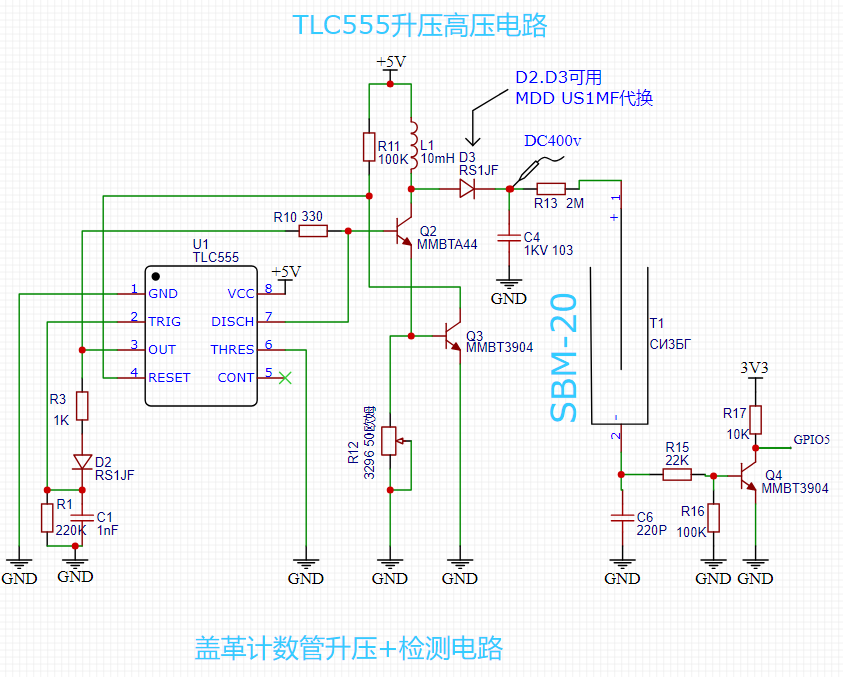 TLC555升压高压电路
+5V
D2.D3可用
MDD US1MF代换
DC400v
R11
100K
L1
10mH
D3
RS1JF
R13 2M
1
+
R10 330
Q2
MMBTA44
C4
1KV 103
GND
U1
TLC555
+5V
1 GND VCC 8
2 TRIG DISCH 7
3 OUT THRES 6
4 RESET CONT 5
Q3
MMBT3904
SBM-20
T1
СИ3БГ
3V3
R3
1K
R12
3296 50欧姆
R17
10K
GPIO5
-
2
D2
RS1JF
R15
22K
Q4
MMBT3904
R1
220K
C1
1nF
C6
220P
R16
100K
GND
GND
GND
GND
GND
GND
GND
GND
盖革计数管升压+检测电路